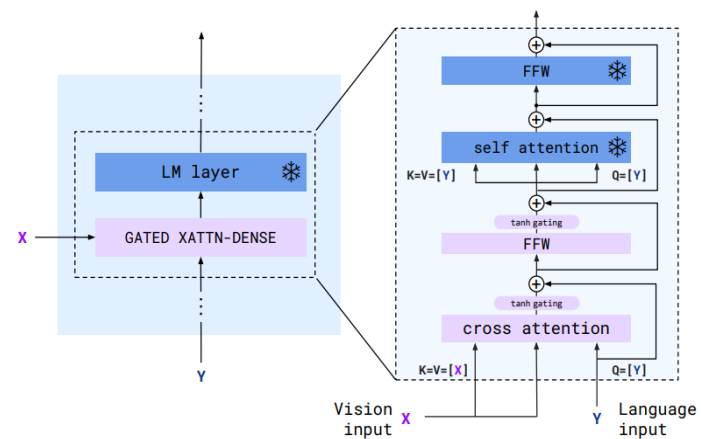 LM layer
X
GATED XATTN-DENSE
Y
FFW
self attention
K=V=[Y]
Q=[Y]
tanh gating
FFW
tanh gating
cross attention
K=V=[X]
Q=[Y]
Vision
input
X
Y
Language
input